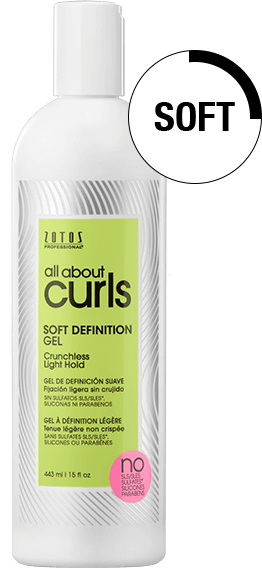 SOFT
ZOTOS
PROFESSIONAL®
all about
curls
SOFT DEFINITION
GEL
Crunchless
Light Hold
GEL DE DEFINICIÓN SUAVE
Fijación ligera sin crujido
SIN SULFATOS SLS/SLES*,
SILICONAS NI PARABENOS
GEL À DÉFINITION LÉGÈRE
Tenue légère non crispée
SANS SULFATES SLS/SLES*,
SILICONES OU PARABÈNES
443 ml | 15 fl oz
no
SLS/SLES
SULFATES*
SILICONES
PARABENS